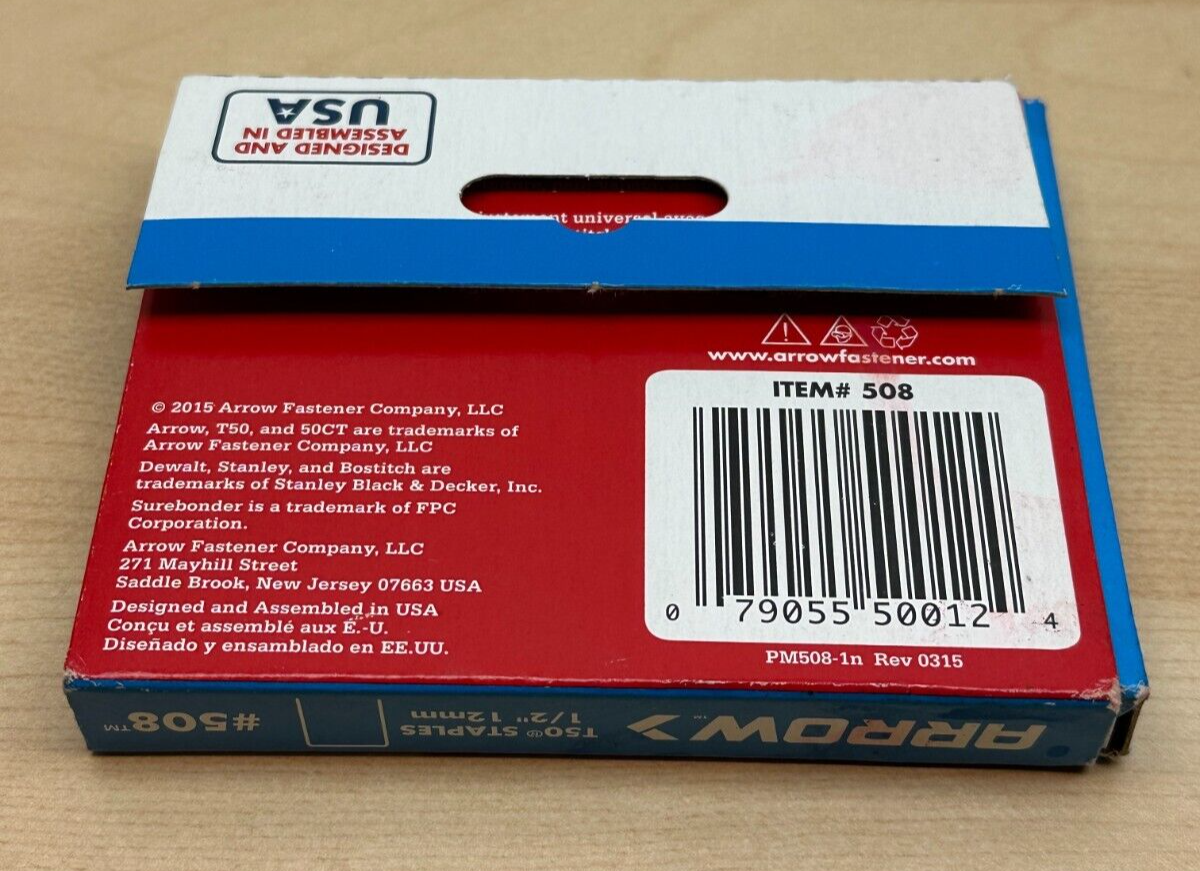 DESIGNED AND
ASSEMBLED IN
USA
universel avec
www.arrowfastener.com
ITEM# 508
0 79055 50012 4
PM508-1n Rev 0315
© 2015 Arrow Fastener Company, LLC
Arrow, T50, and 50CT are trademarks of
Arrow Fastener Company, LLC
Dewalt, Stanley, and Bostitch are
trademarks of Stanley Black & Decker, Inc.
Surebonder is a trademark of FPC
Corporation.
Arrow Fastener Company, LLC
271 Mayhill Street
Saddle Brook, New Jersey 07663 USA
Designed and Assembled in USA
Conçu et assemblé aux É.-U.
Diseñado y ensamblado en EE.UU.
ARROW™
T50® STAPLES
1/2" 12mm
#508™